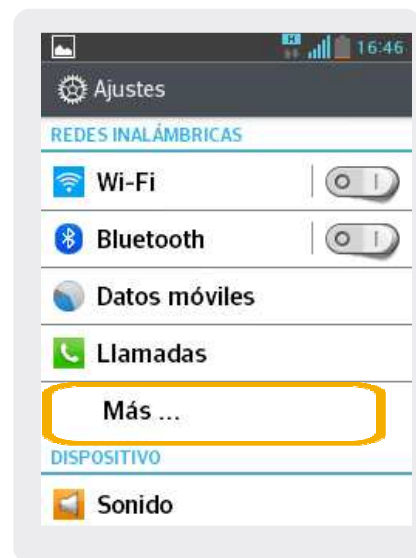 H 16:46
Ajustes
REDES INALÁMBRICAS
Wi-Fi
Bluetooth
Datos móviles
Llamadas
Más ...
DISPOSITIVO
Sonido